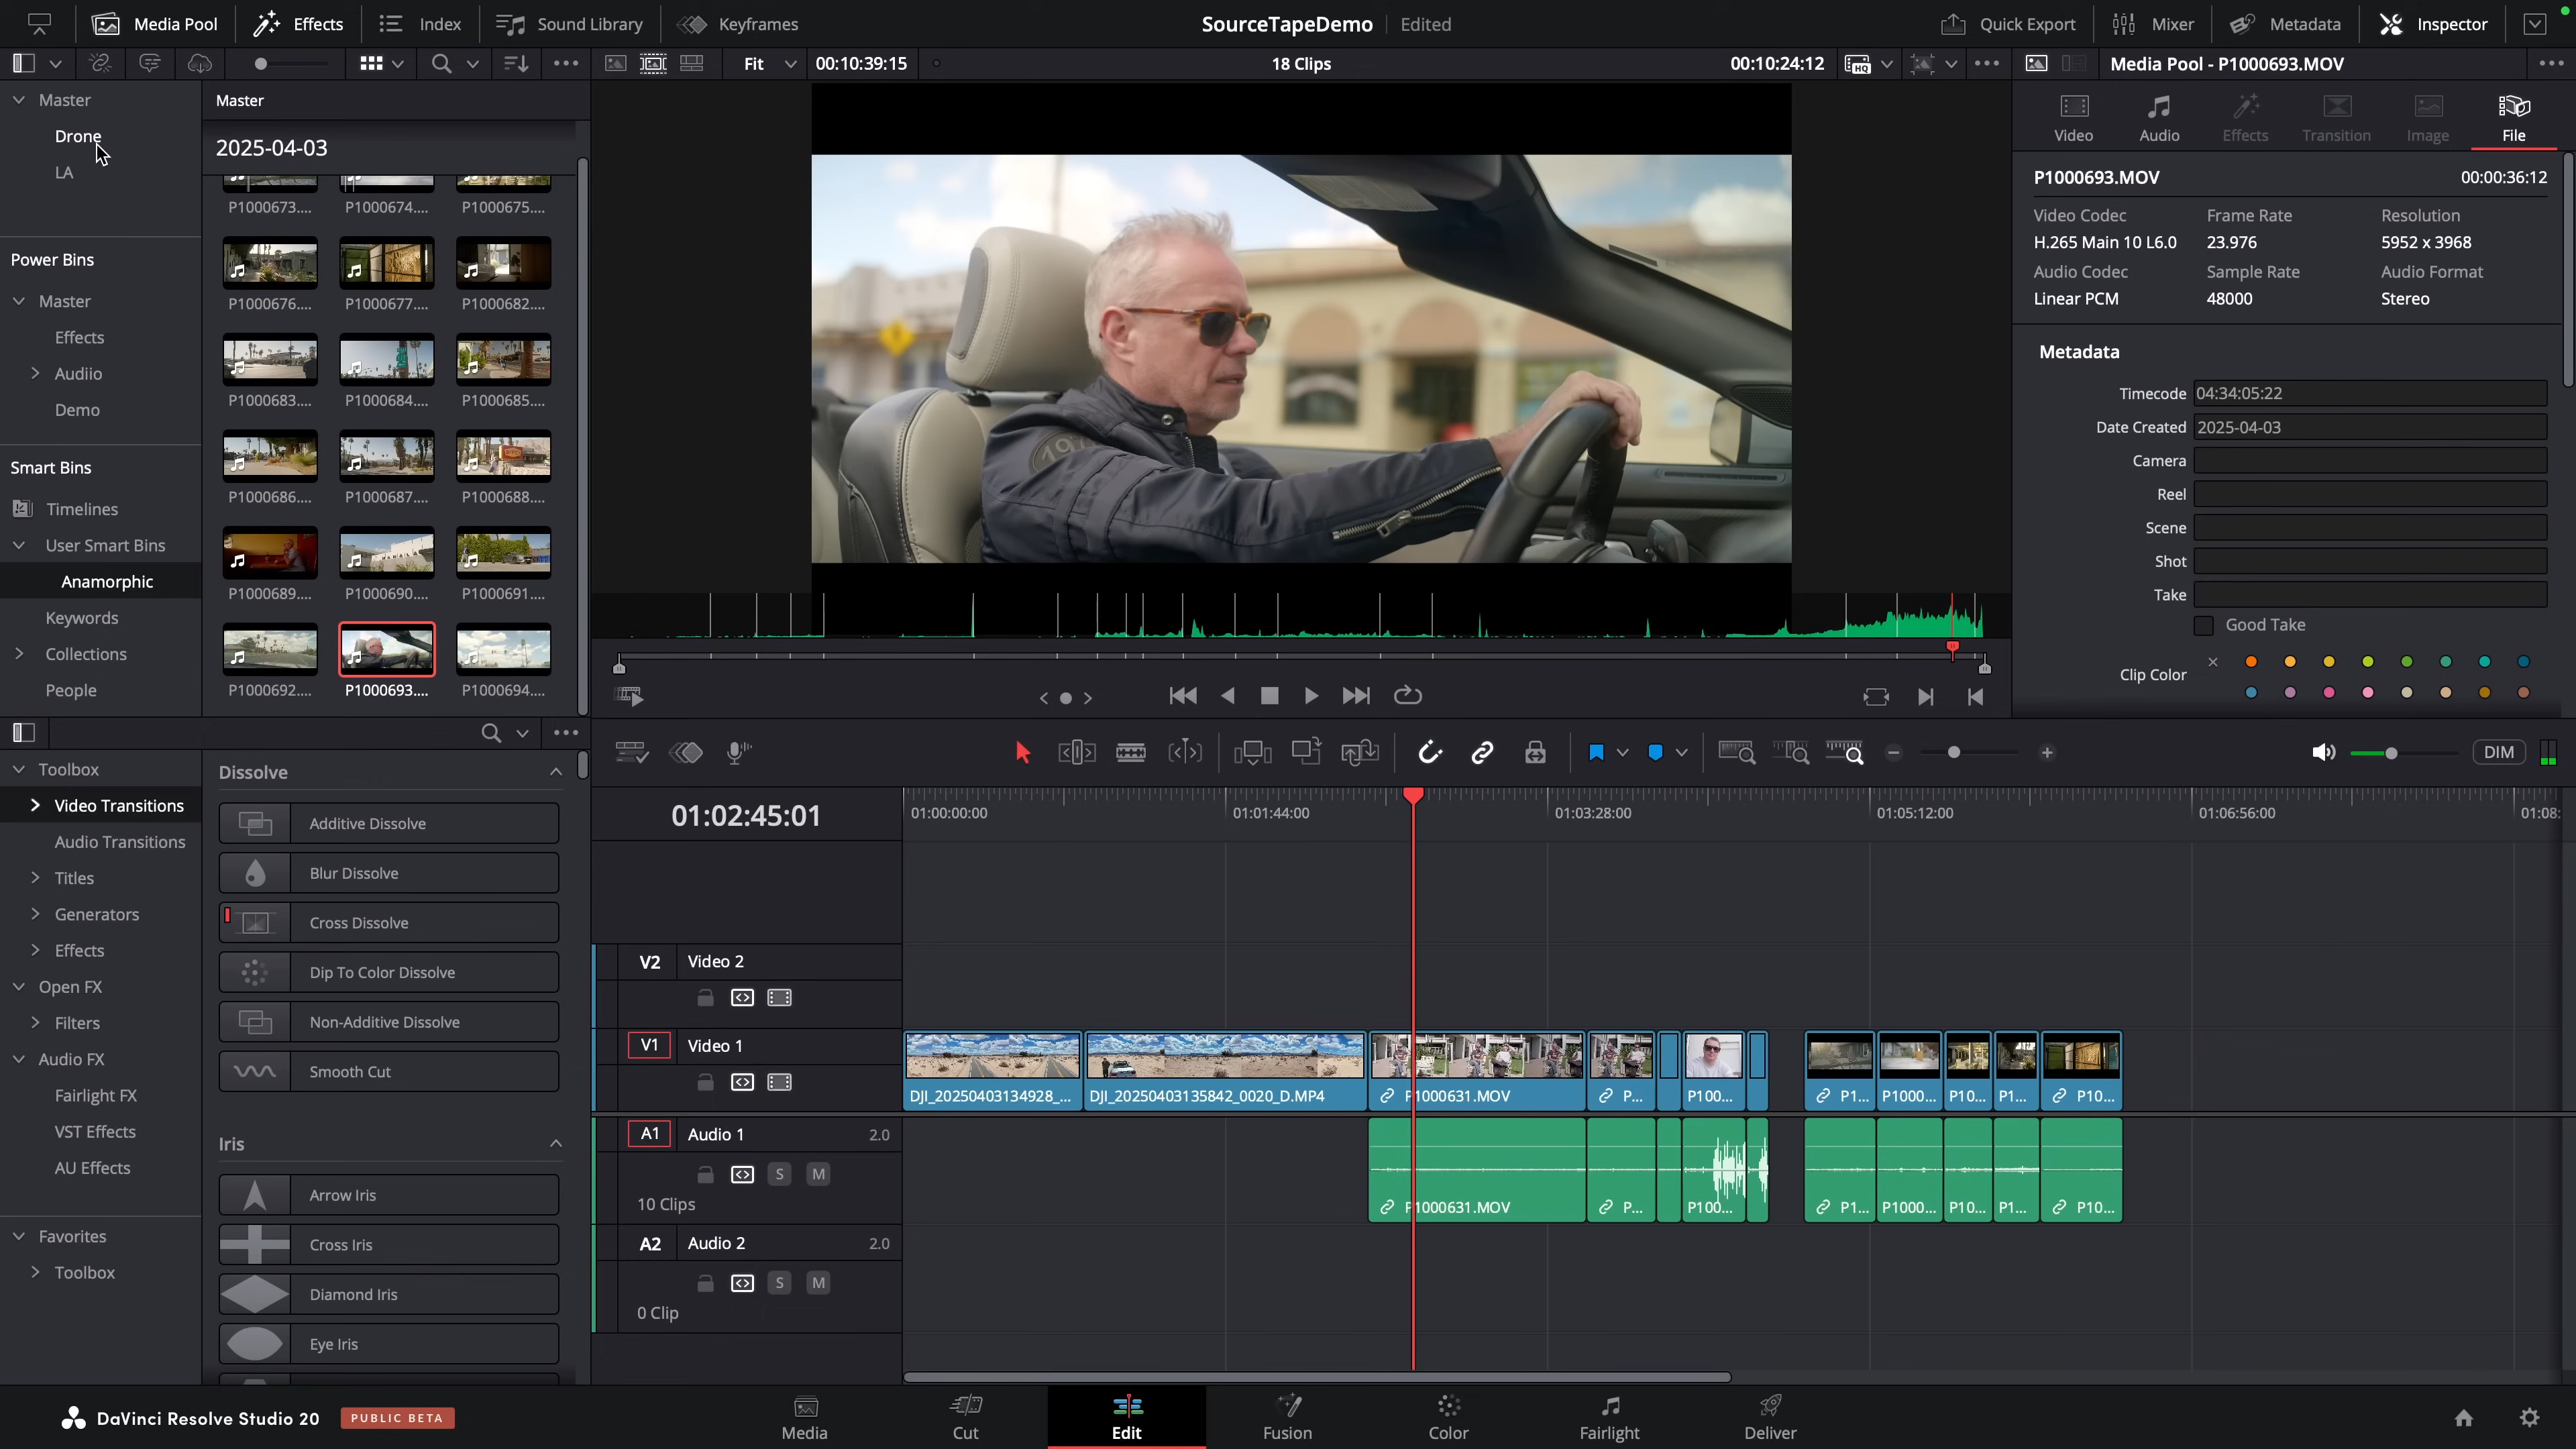 Media Pool
Effects
Index
Sound Library
Keyframes
SourceTapeDemo
Edited
Quick Export
Mixer
Metadata
Inspector
Fit
00:10:39:15
18 Clips
00:10:24:12
Media Pool - P1000693.MOV
Master
Drone
LA
Power Bins
Master
Effects
Audiio
Demo
Smart Bins
Timelines
User Smart Bins
Anamorphic
Keywords
Collections
People
Master
2025-04-03
P1000673....
P1000674....
P1000675....
P1000676....
P1000677....
P1000682....
P1000683....
P1000684....
P1000685....
P1000686....
P1000687....
P1000688....
P1000689....
P1000690....
P1000691....
P1000692....
P1000693....
P1000694....
Video
Audio
Effects
Transition
Image
File
P1000693.MOV
00:00:36:12
Video Codec
Frame Rate
Resolution
H.265 Main 10 L6.0
23.976
5952 x 3968
Audio Codec
Sample Rate
Audio Format
Linear PCM
48000
Stereo
Metadata
Timecode
04:34:05:22
Date Created
2025-04-03
Camera
Reel
Scene
Shot
Take
Good Take
Clip Color
Toolbox
Video Transitions
Audio Transitions
Titles
Generators
Effects
Open FX
Filters
Audio FX
Fairlight FX
VST Effects
AU Effects
Favorites
Toolbox
Dissolve
Additive Dissolve
Blur Dissolve
Cross Dissolve
Dip To Color Dissolve
Non-Additive Dissolve
Smooth Cut
Iris
Arrow Iris
Cross Iris
Diamond Iris
Eye Iris
DIM
01:02:45:01
01:00:00:00
01:01:44:00
01:03:28:00
01:05:12:00
01:06:56:00
01:08:
V2
Video 2
V1
Video 1
DJI_20250403134928_...
DJI_20250403135842_0020_D.MP4
P1000631.MOV
P...
P100...
P1...
P1000...
P10...
P1...
P10...
A1
Audio 1
2.0
S
M
10 Clips
P1000631.MOV
P...
P100...
P1...
P1000...
P10...
P1...
P10...
A2
Audio 2
2.0
S
M
0 Clip
DaVinci Resolve Studio 20
PUBLIC BETA
Media
Cut
Edit
Fusion
Color
Fairlight
Deliver